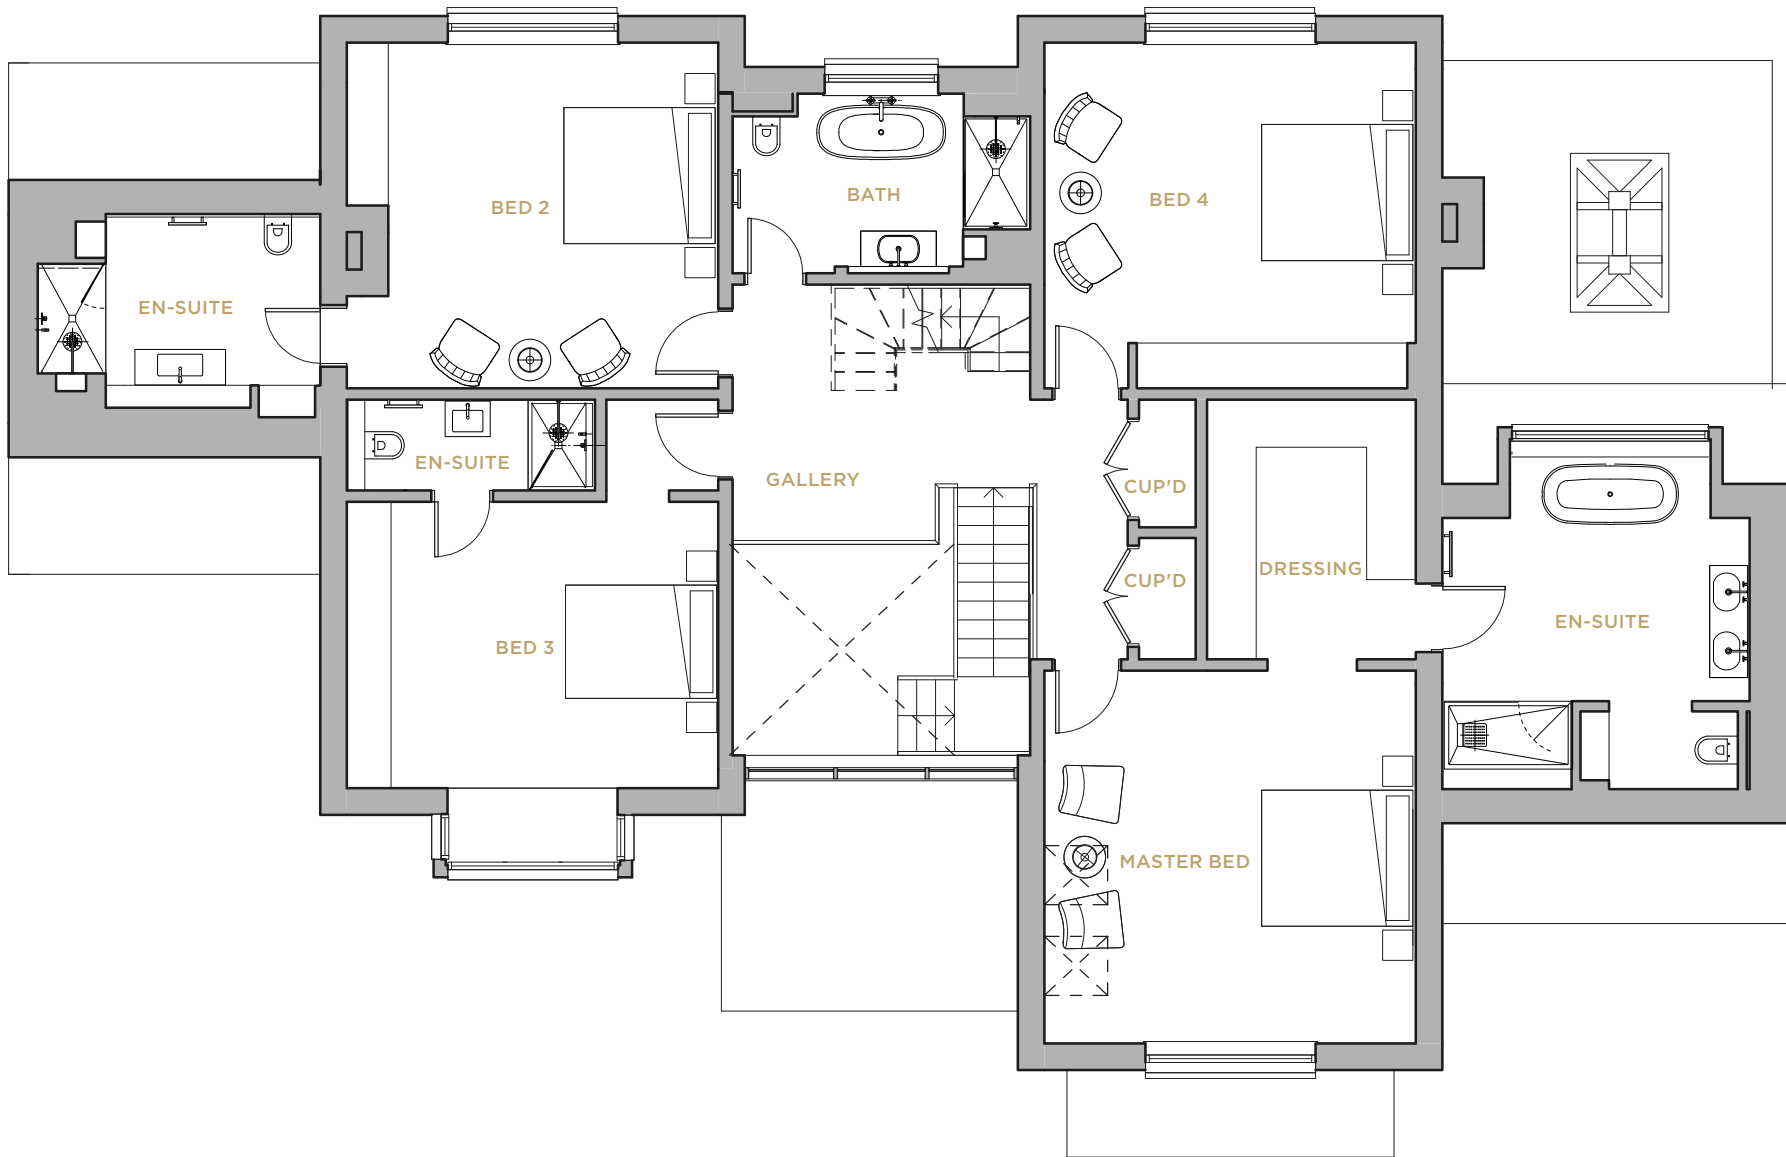 BED 2
BATH
BED 4
EN-SUITE
EN-SUITE
GALLERY
CUP'D
CUP'D
DRESSING
EN-SUITE
BED 3
MASTER BED